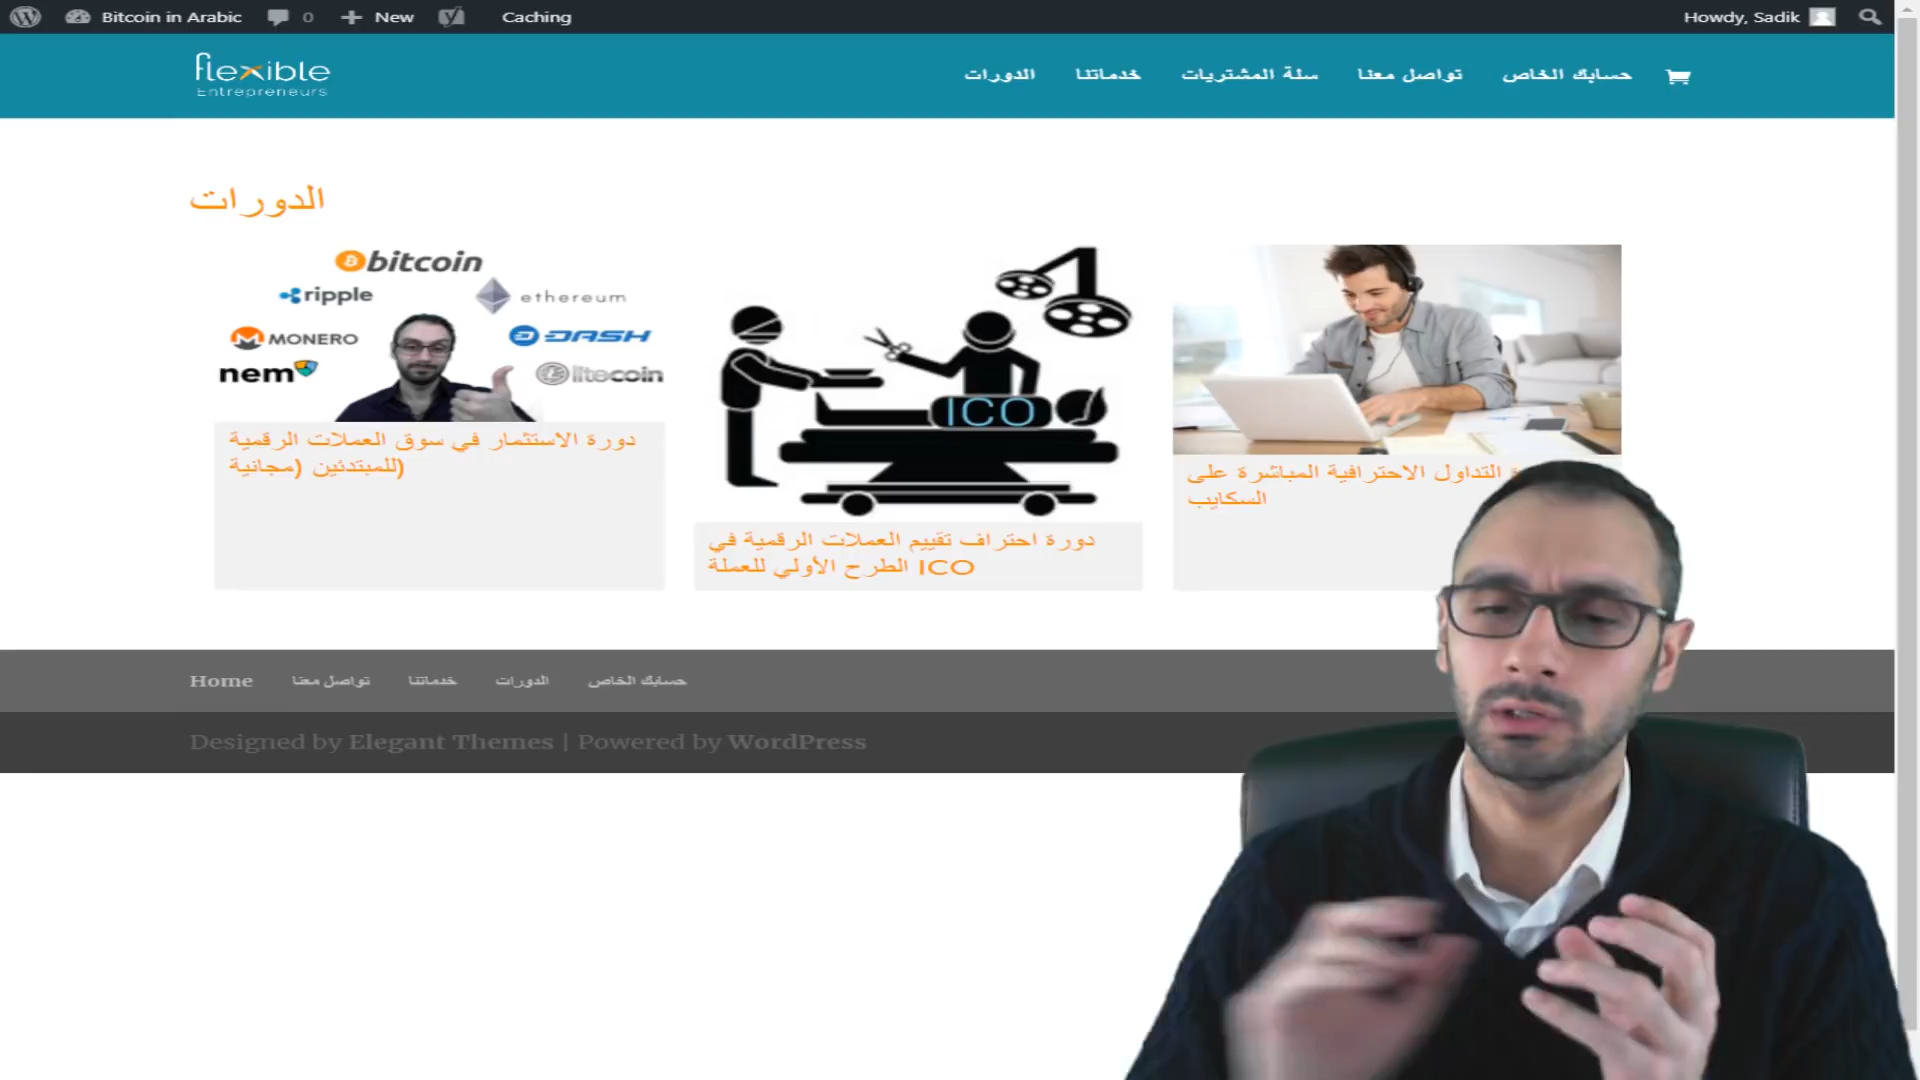 Bitcoin in Arabic 0 New Caching Howdy, Sadik
flexible
Entrepreneurs
الدورات خدماتنا سلة المشتريات تواصل معنا حسابك الخاص
الدورات
bitcoin
ripple
ethereum
MONERO
DASH
nem
litecoin
دورة الاستثمار في سوق العملات الرقمية
(للمبتدئين (مجانية
ICO
دورة احتراف تقييم العملات الرقمية في
ICO الطرح الأولي للعملة
التداول الاحترافية المباشرة على
السكايب
Home تواصل معنا خدماتنا الدورات حسابك الخاص
Designed by Elegant Themes | Powered by WordPress